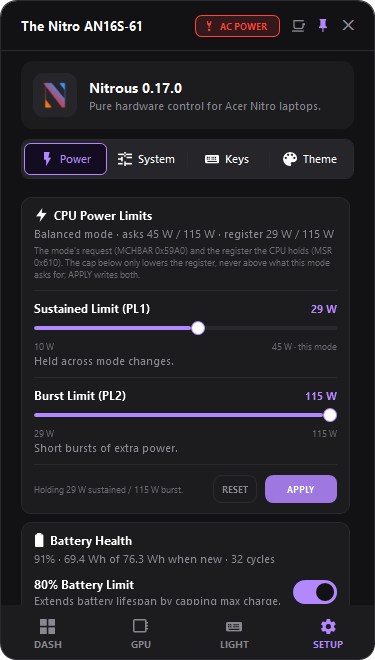 The Nitro AN16S-61
AC POWER
Nitrous 0.17.0
Pure hardware control for Acer Nitro laptops.
Power
System
Keys
Theme
CPU Power Limits
Balanced mode · asks 45 W / 115 W · register 29 W / 115 W
The mode's request (MCHBAR 0x59A0) and the register the CPU holds (MSR
0x610). The cap below only lowers the register, never above what this mode
asks for; APPLY writes both.
Sustained Limit (PL1)
29 W
10 W
45 W · this mode
Held across mode changes.
Burst Limit (PL2)
115 W
29 W
115 W
Short bursts of extra power.
Holding 29 W sustained / 115 W burst.
RESET
APPLY
Battery Health
91% · 69.4 Wh of 76.3 Wh when new · 32 cycles
80% Battery Limit
Extends battery lifespan by capping max charge.
DASH
GPU
LIGHT
SETUP